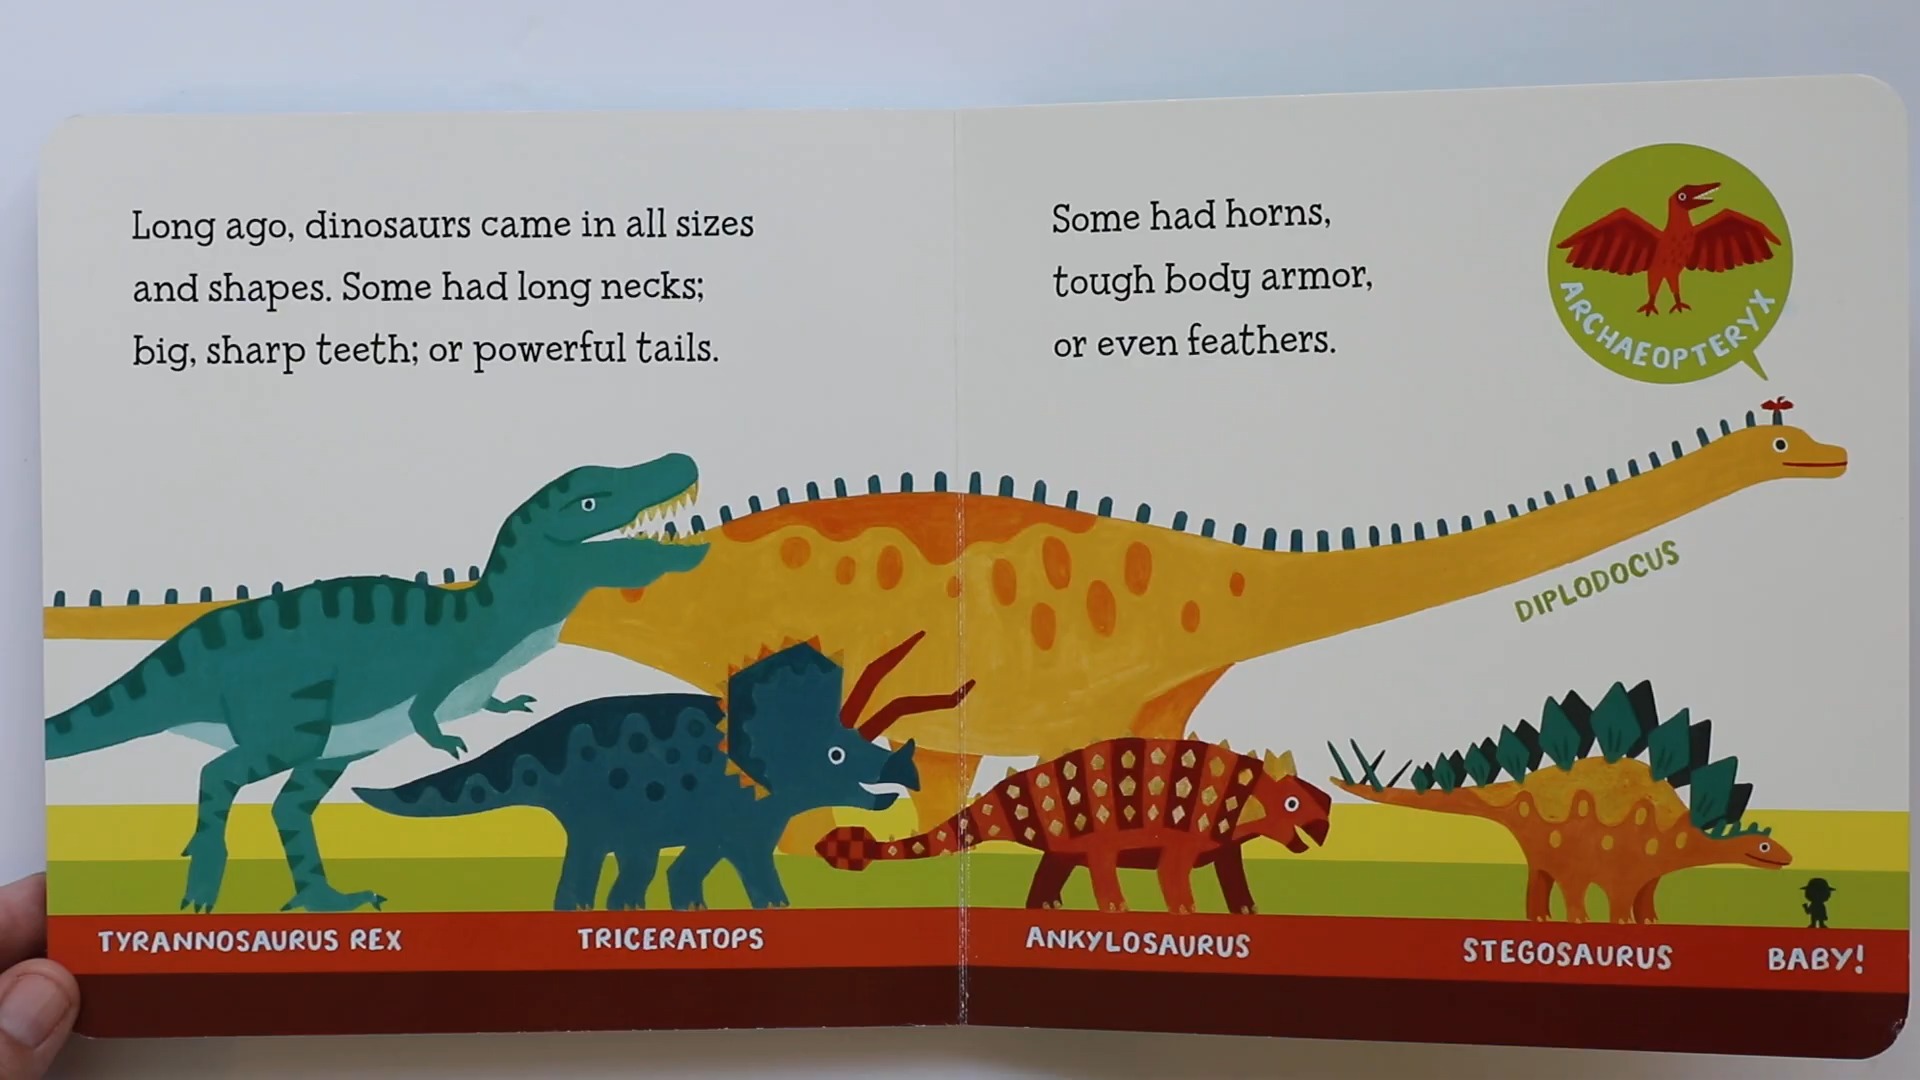 Long ago, dinosaurs came in all sizes
and shapes. Some had long necks;
big, sharp teeth; or powerful tails.
Some had horns,
tough body armor,
or even feathers.
ARCHAEOPTERYX
DIPLODOCUS
TYRANNOSAURUS REX
TRICERATOPS
ANKYLOSAURUS
STEGOSAURUS
BABY!